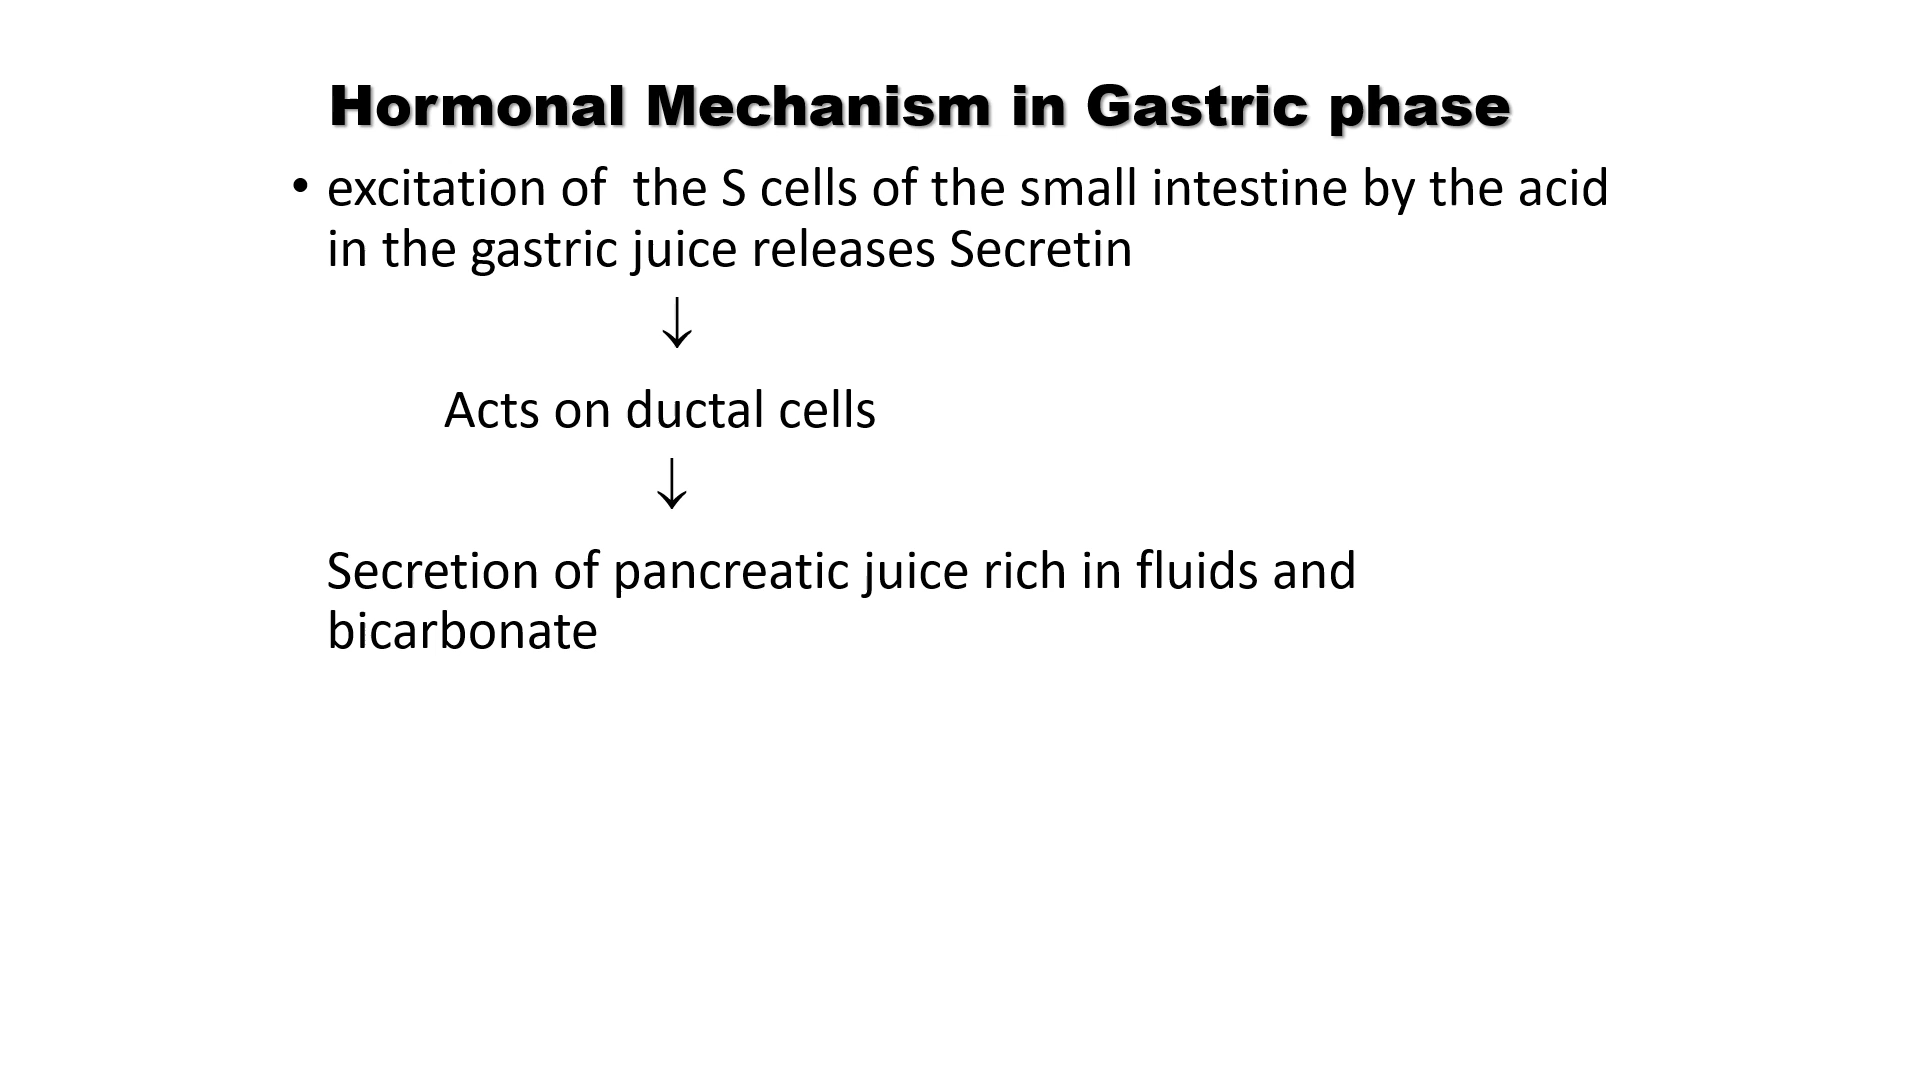 Hormonal Mechanism in Gastric phase
• excitation of  the S cells of the small intestine by the acid
in the gastric juice releases Secretin
↓
Acts on ductal cells
↓
Secretion of pancreatic juice rich in fluids and
bicarbonate